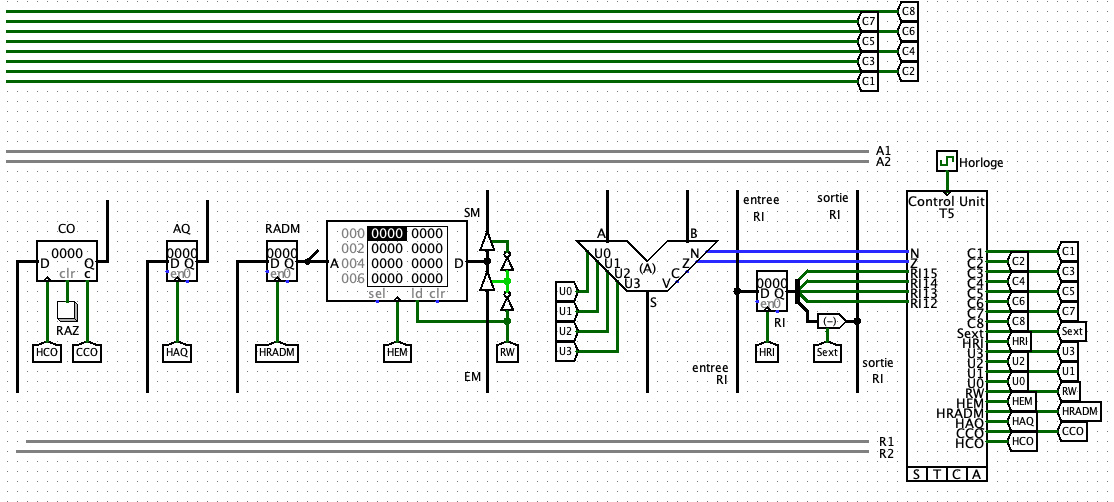 C8
C7
C6
C5
C4
C3
C2
C1
A1
A2
Horloge
Control Unit
T5
CO
0000
D Q
clr c
RAZ
HCO
CCO
AQ
0000
D Q
en0
HAQ
RADM
0000
D Q
en0
HRADM
000 0000 0000
002 0000 0000
004 0000 0000
006 0000 0000
A
D
sel ld clr
HEM
SM
EM
RW
A B
U0
U1
U2
U3
(A)
N
Z
C
V
S
U0
U1
U2
U3
entree
RI
sortie
RI
0000
D Q
en0
RI
HRI
(-)
Sext
entree
RI
sortie
RI
N
Z
RI15
RI14
RI13
RI12
C1
C2
C3
C4
C5
C6
C7
C8
Sext
HRI
U3
U2
U1
U0
RW
HEM
HRADM
HAQ
CCO
HCO
C1
C2
C3
C4
C5
C6
C7
C8
Sext
HRI
U3
U2
U1
U0
RW
HEM
HRADM
HAQ
CCO
HCO
S T C A
R1
R2